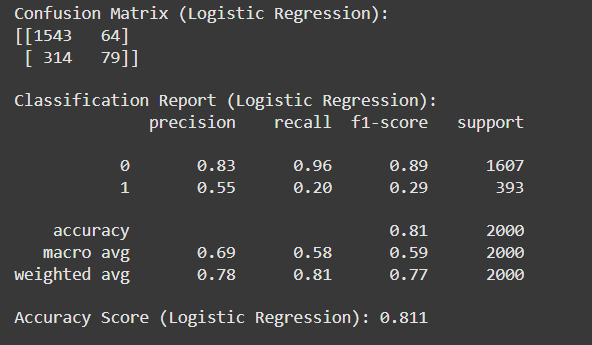 Confusion Matrix (Logistic Regression):
[[1543   64]
 [ 314   79]]
Classification Report (Logistic Regression):
              precision    recall  f1-score   support
           0       0.83      0.96      0.89      1607
           1       0.55      0.20      0.29       393
    accuracy                           0.81      2000
   macro avg       0.69      0.58      0.59      2000
weighted avg       0.78      0.81      0.77      2000
Accuracy Score (Logistic Regression): 0.811